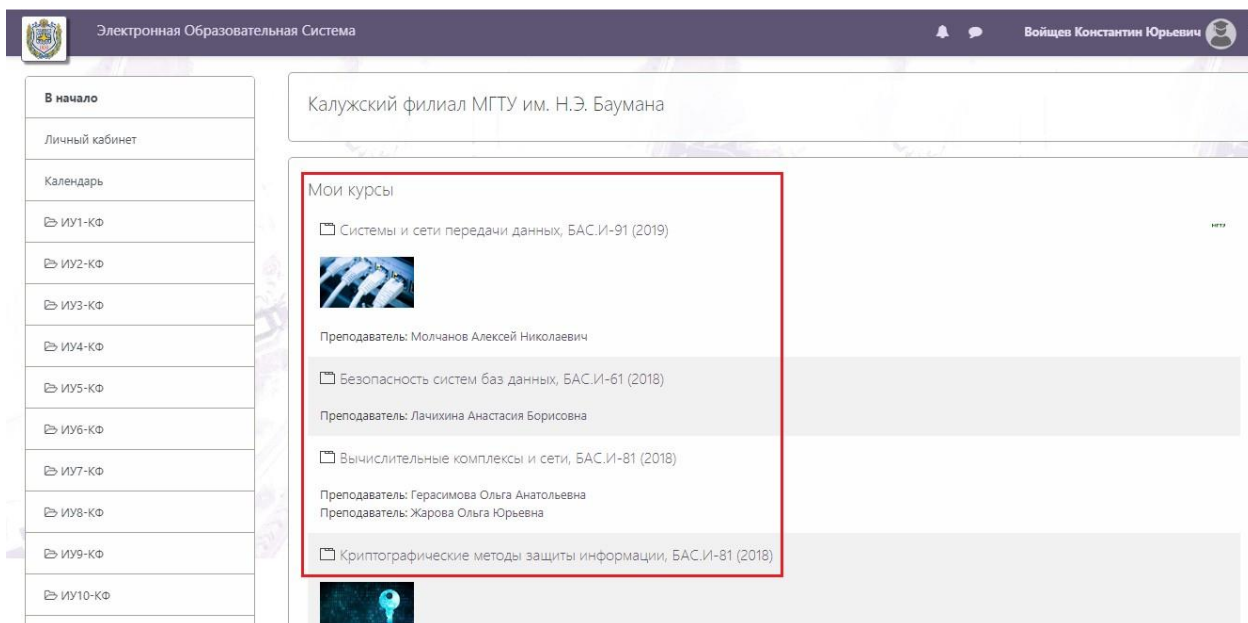 Электронная Образовательная Система
Войщев Константин Юрьевич
В начало
Личный кабинет
Календарь
ИУ1-КФ
ИУ2-КФ
ИУ3-КФ
ИУ4-КФ
ИУ5-КФ
ИУ6-КФ
ИУ7-КФ
ИУ8-КФ
ИУ9-КФ
ИУ10-КФ
Калужский филиал МГТУ им. Н.Э. Баумана
Мои курсы
Системы и сети передачи данных, БАС.И-91 (2019)
Преподаватель: Молчанов Алексей Николаевич
Безопасность систем баз данных, БАС.И-61 (2018)
Преподаватель: Лачихина Анастасия Борисовна
Вычислительные комплексы и сети, БАС.И-81 (2018)
Преподаватель: Герасимова Ольга Анатольевна
Преподаватель: Жарова Ольга Юрьевна
Криптографические методы защиты информации, БАС.И-81 (2018)